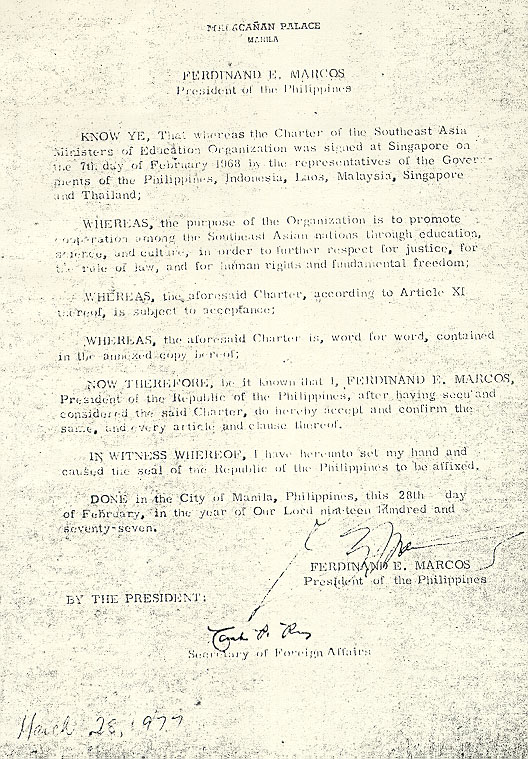 MALACAÑAN PALACE
MANILA
FERDINAND E. MARCOS
President of the Philippines
KNOW YE, That whereas the Charter of the Southeast Asia
Ministers of Education Organization was signed at Singapore on
the 7th day of February 1968 by the representatives of the Govern-
ments of the Philippines, Indonesia, Laos, Malaysia, Singapore
and Thailand;
WHEREAS, the purpose of the Organization is to promote
cooperation among the Southeast Asian nations through education,
science, and culture, in order to further respect for justice, for
the rule of law, and for human rights and fundamental freedom;
WHEREAS, the aforesaid Charter, according to Article XI
thereof, is subject to acceptance;
WHEREAS, the aforesaid Charter is, word for word, contained
in the annexed copy hereof;
NOW THEREFORE, be it known that I, FERDINAND E. MARCOS,
President of the Republic of the Philippines, after having seen and
considered the said Charter, do hereby accept and confirm the
same, and every article and clause thereof.
IN WITNESS WHEREOF, I have hereunto set my hand and
caused the seal of the Republic of the Philippines to be affixed.
DONE in the City of Manila, Philippines, this 28th day
of February, in the year of Our Lord nineteen hundred and
seventy-seven.
FERDINAND E. MARCOS
President of the Philippines
BY THE PRESIDENT:
Secretary of Foreign Affairs
March 28, 1977